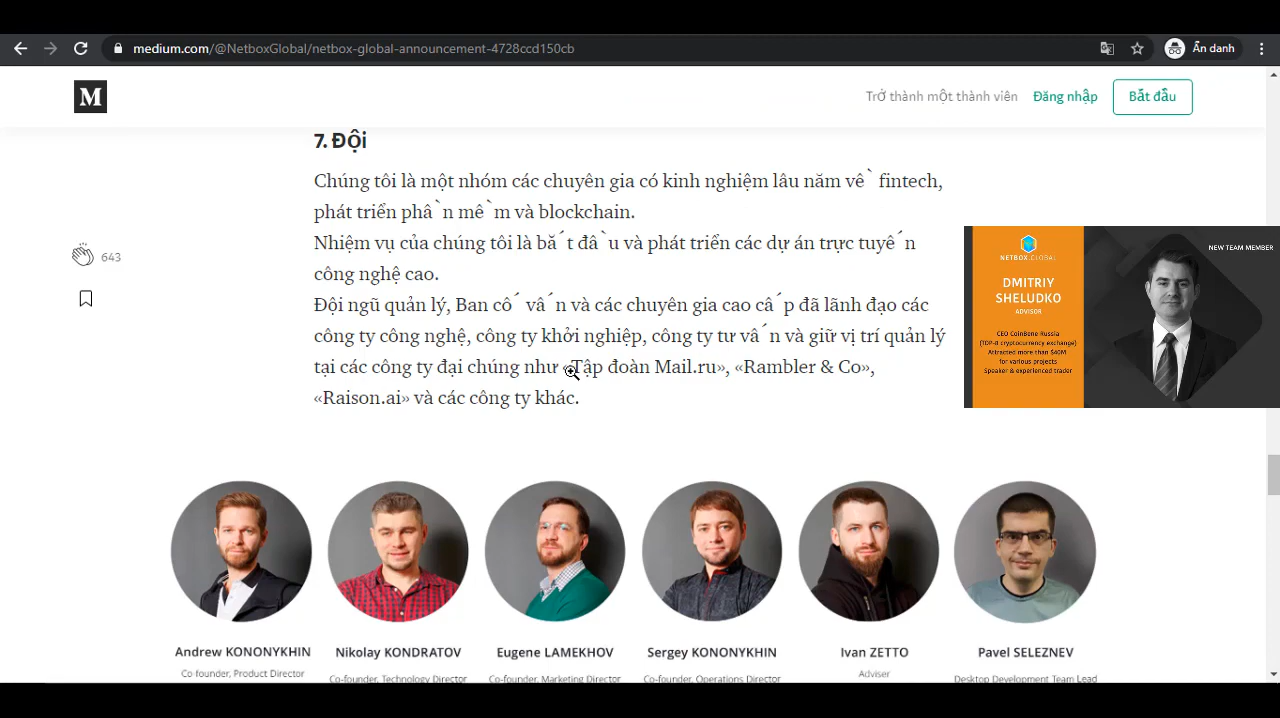 medium.com/@NetboxGlobal/netbox-global-announcement-4728ccd150cb
Ẩn danh
M
Trở thành một thành viên
Đăng nhập
Bắt đầu
7. Đội
Chúng tôi là một nhóm các chuyên gia có kinh nghiệm lâu năm về fintech,
phát triển phần mềm và blockchain.
Nhiệm vụ của chúng tôi là bắt đầu và phát triển các dự án trực tuyến
công nghệ cao.
Đội ngũ quản lý, Ban cố vấn và các chuyên gia cao cấp đã lãnh đạo các
công ty công nghệ, công ty khởi nghiệp, công ty tư vấn và giữ vị trí quản lý
tại các công ty đại chúng như «Tập đoàn Mail.ru», «Rambler & Co»,
«Raison.ai» và các công ty khác.
643
NETBOX.GLOBAL
NEW TEAM MEMBER
DMITRIY
SHELUDKO
ADVISOR
CEO CoinBene Russia
(TOP-8 cryptocurrency exchange)
Attracted more than $40M
for various projects
Speaker & experienced trader
Andrew KONONYKHIN
Nikolay KONDRATOV
Eugene LAMEKHOV
Sergey KONONYKHIN
Ivan ZETTO
Pavel SELEZNEV
Co-founder, Product Director
Co-founder, Technology Director
Co-founder, Marketing Director
Co-founder, Operations Director
Adviser
Desktop Development Team Lead